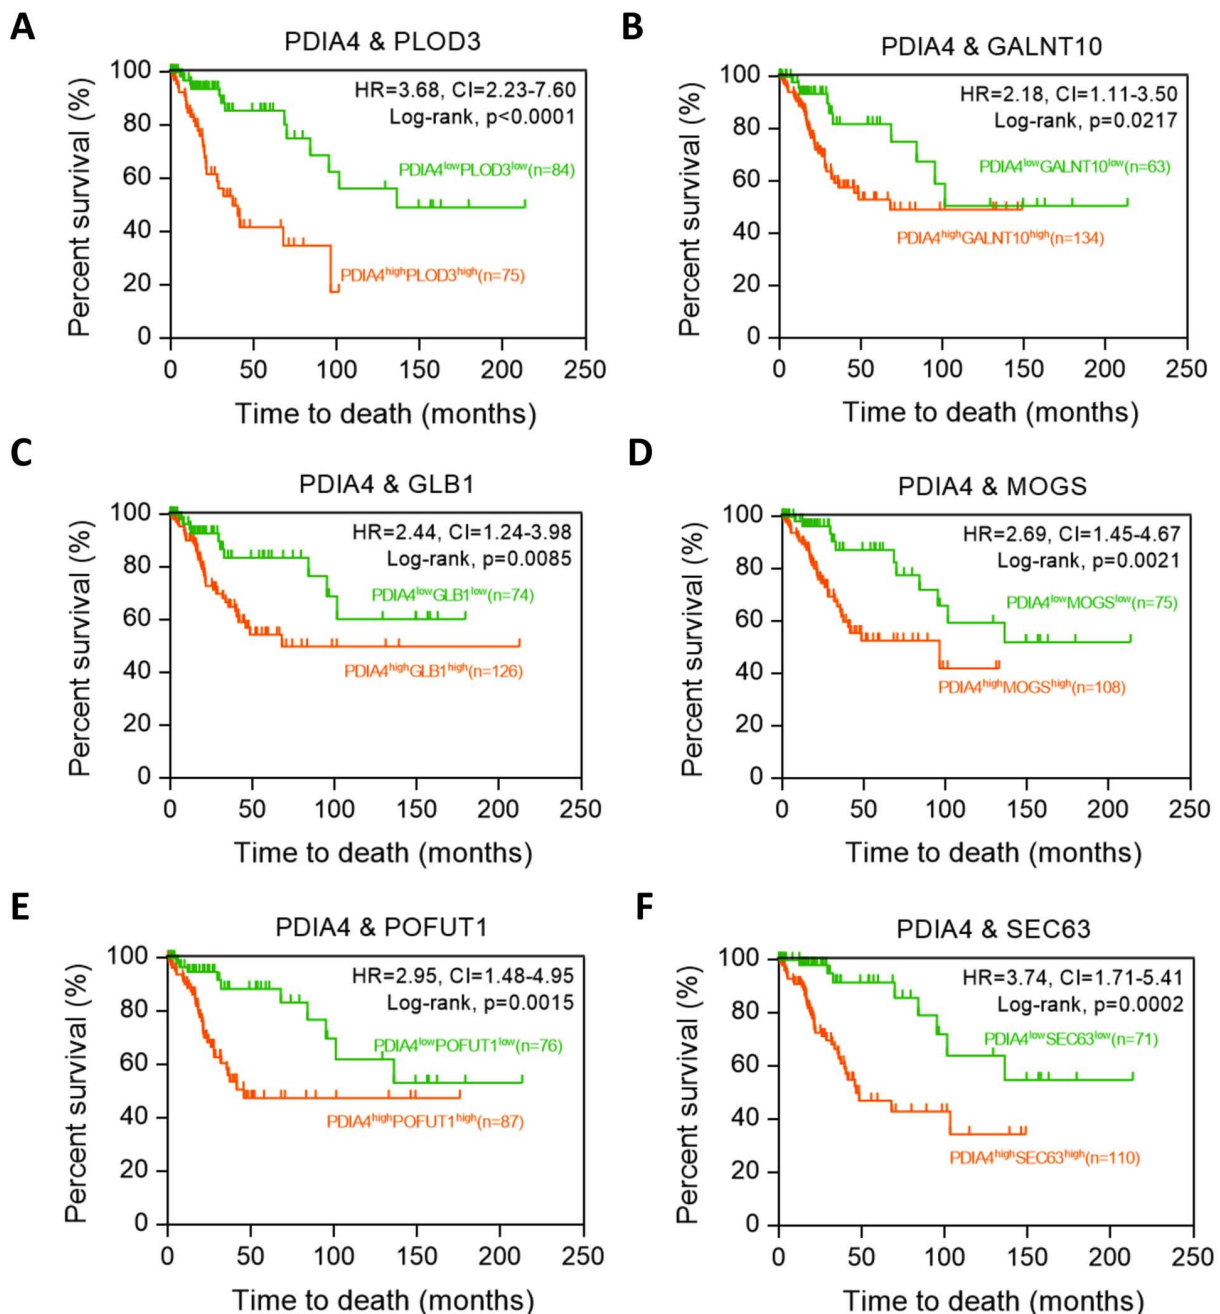 A
PDIA4 & PLOD3
Percent survival (%)
100
80
60
40
20
0
HR=3.68, CI=2.23-7.60
Log-rank, p<0.0001
PDIA4lowPLOD3low(n=84)
PDIA4highPLOD3high(n=75)
0 50 100 150 200 250
Time to death (months)
B
PDIA4 & GALNT10
Percent survival (%)
100
80
60
40
20
0
HR=2.18, CI=1.11-3.50
Log-rank, p=0.0217
PDIA4lowGALNT10low(n=63)
PDIA4highGALNT10high(n=134)
0 50 100 150 200 250
Time to death (months)
C
PDIA4 & GLB1
Percent survival (%)
100
80
60
40
20
0
HR=2.44, CI=1.24-3.98
Log-rank, p=0.0085
PDIA4lowGLB1low(n=74)
PDIA4highGLB1high(n=126)
0 50 100 150 200 250
Time to death (months)
D
PDIA4 & MOGS
Percent survival (%)
100
80
60
40
20
0
HR=2.69, CI=1.45-4.67
Log-rank, p=0.0021
PDIA4lowMOGSlow(n=75)
PDIA4highMOGShigh(n=108)
0 50 100 150 200 250
Time to death (months)
E
PDIA4 & POFUT1
Percent survival (%)
100
80
60
40
20
0
HR=2.95, CI=1.48-4.95
Log-rank, p=0.0015
PDIA4lowPOFUT1low(n=76)
PDIA4highPOFUT1high(n=87)
0 50 100 150 200 250
Time to death (months)
F
PDIA4 & SEC63
Percent survival (%)
100
80
60
40
20
0
HR=3.74, CI=1.71-5.41
Log-rank, p=0.0002
PDIA4lowSEC63low(n=71)
PDIA4highSEC63high(n=110)
0 50 100 150 200 250
Time to death (months)